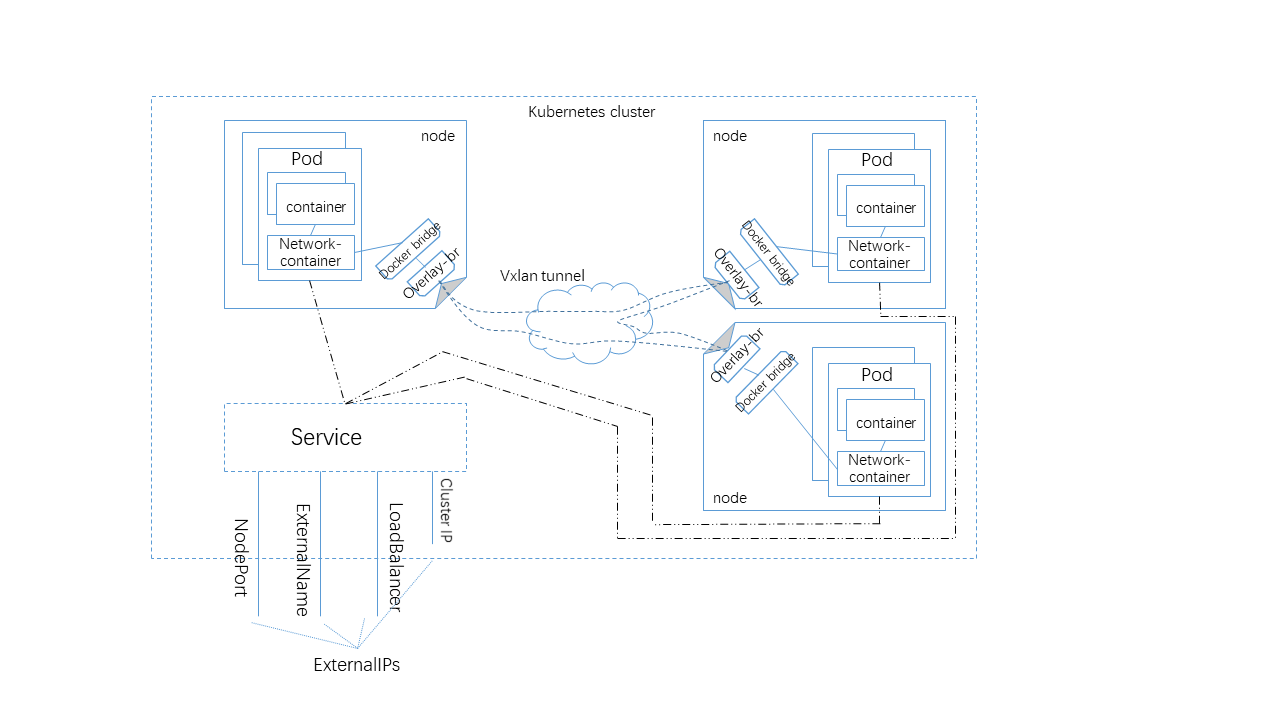 Kubernetes cluster
node
Pod
container
Network-
container
Docker bridge
Overlay-br
Vxlan tunnel
node
Pod
container
Network-
container
Docker bridge
Overlay-br
Overlay-br
Docker bridge
Pod
container
Network-
container
node
Service
NodePort
ExternalName
LoadBalancer
Cluster IP
ExternalIPs